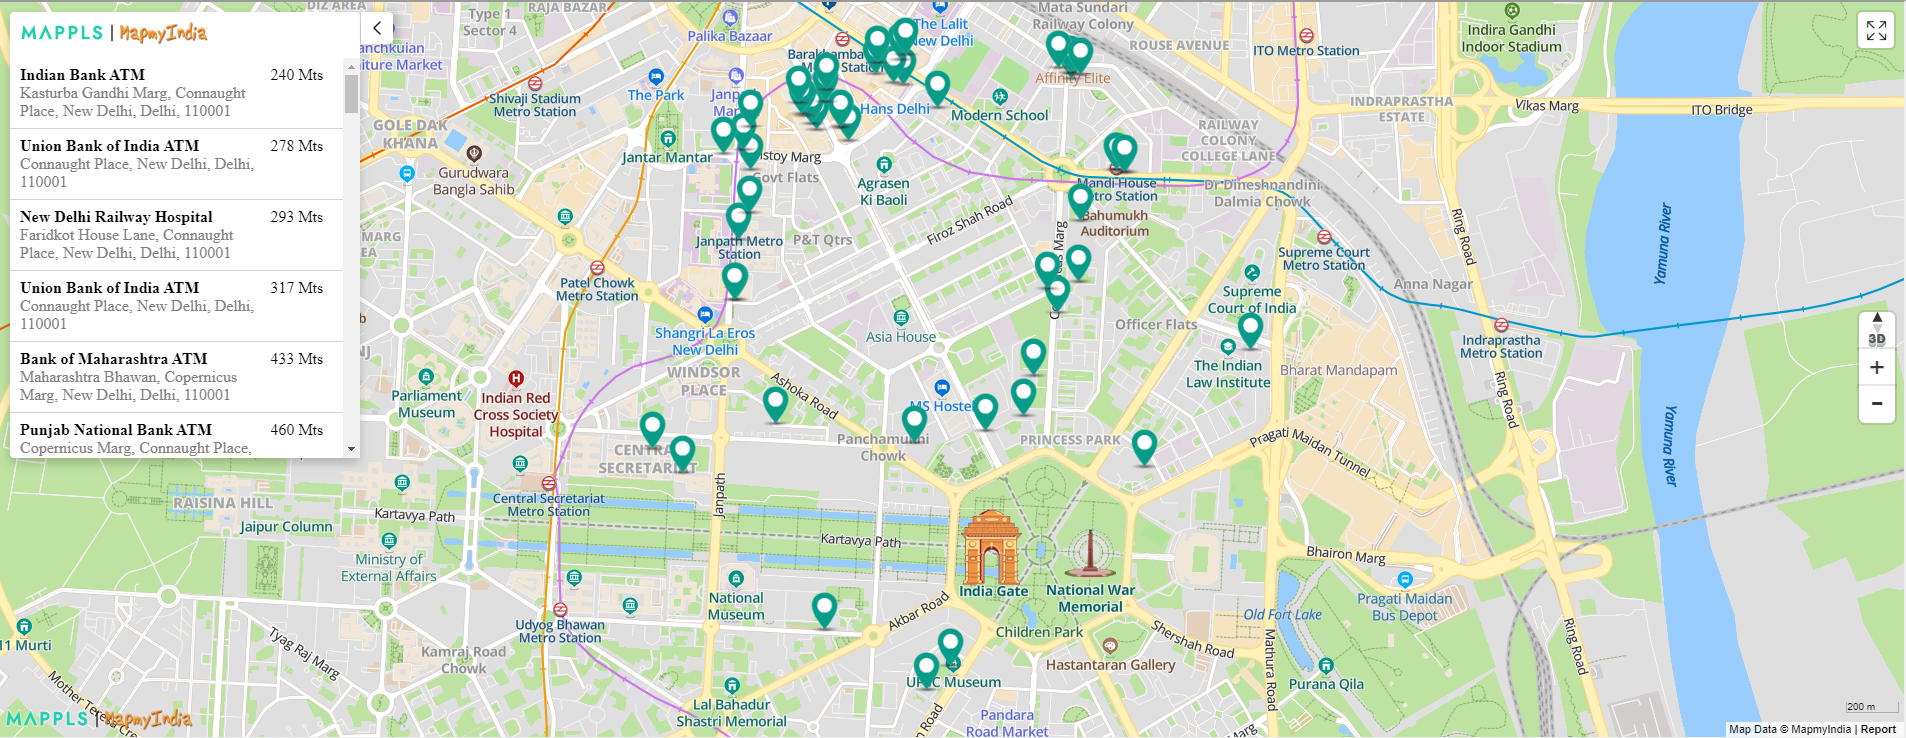 MAPPLS | MapmyIndia
Indian Bank ATM 240 Mts
Kasturba Gandhi Marg, Connaught
Place, New Delhi, Delhi, 110001
Union Bank of India ATM 278 Mts
Connaught Place, New Delhi, Delhi,
110001
New Delhi Railway Hospital 293 Mts
Faridkot House Lane, Connaught
Place, New Delhi, Delhi, 110001
Union Bank of India ATM 317 Mts
Connaught Place, New Delhi, Delhi,
110001
Bank of Maharashtra ATM 433 Mts
Maharashtra Bhawan, Copernicus
Marg, New Delhi, Delhi, 110001
Punjab National Bank ATM 460 Mts
Copernicus Marg, Connaught Place,
DIZ AREA
Type 1
Sector 4
RAJA BAZAR
Palika Bazaar
The Lalit
New Delhi
Mata Sundari
Railway Colony
ROUSE AVENUE
ITO Metro Station
Indira Gandhi
Indoor Stadium
Shivaji Stadium
Metro Station
The Park
Hans Delhi
Modern School
Affinity Elite
INDRAPRASTHA
ESTATE
Vikas Marg
ITO Bridge
GOLE DAK
KHANA
Gurudwara
Bangla Sahib
Jantar Mantar
Govt Flats
Agrasen
Ki Baoli
RAILWAY
COLONY
COLLEGE LANE
Mandi House
Metro Station
Dr Dineshnandini
Dalmia Chowk
Bahumukh
Auditorium
Firoz Shah Road
P&T Qtrs
Janpath Metro
Station
Patel Chowk
Metro Station
Supreme Court
Metro Station
Ring Road
Yamuna River
Anna Nagar
Supreme
Court of India
Officer Flats
Asia House
Shangri La Eros
New Delhi
WINDSOR
PLACE
The Indian
Law Institute
Bharat Mandapam
Indraprastha
Metro Station
3D
+
-
Parliament
Museum
Indian Red
Cross Society
Hospital
Ashoka Road
MS Hostel
Ring Road
Yamuna River
Panchamukhi
Chowk
PRINCESS PARK
Pragati Maidan Tunnel
CENTRAL
SECRETARIET
RAISINA HILL
Jaipur Column
Kartavya Path
Central Secretariat
Metro Station
Janpath
Kartavya Path
Ministry of
External Affairs
India Gate
National War
Memorial
Bhairon Marg
Pragati Maidan
Bus Depot
Old Fort Lake
National
Museum
Akbar Road
Children Park
Shershah Road
Mathura Road
Ring Road
Udyog Bhawan
Metro Station
11 Murti
Tyag Raj Marg
Kamraj Road
Chowk
Hastantaran Gallery
UPSC Museum
Purana Qila
Lal Bahadur
Shastri Memorial
Pandara
Road Market
MAPPLS | MapmyIndia
200 m
Map Data © MapmyIndia | Report